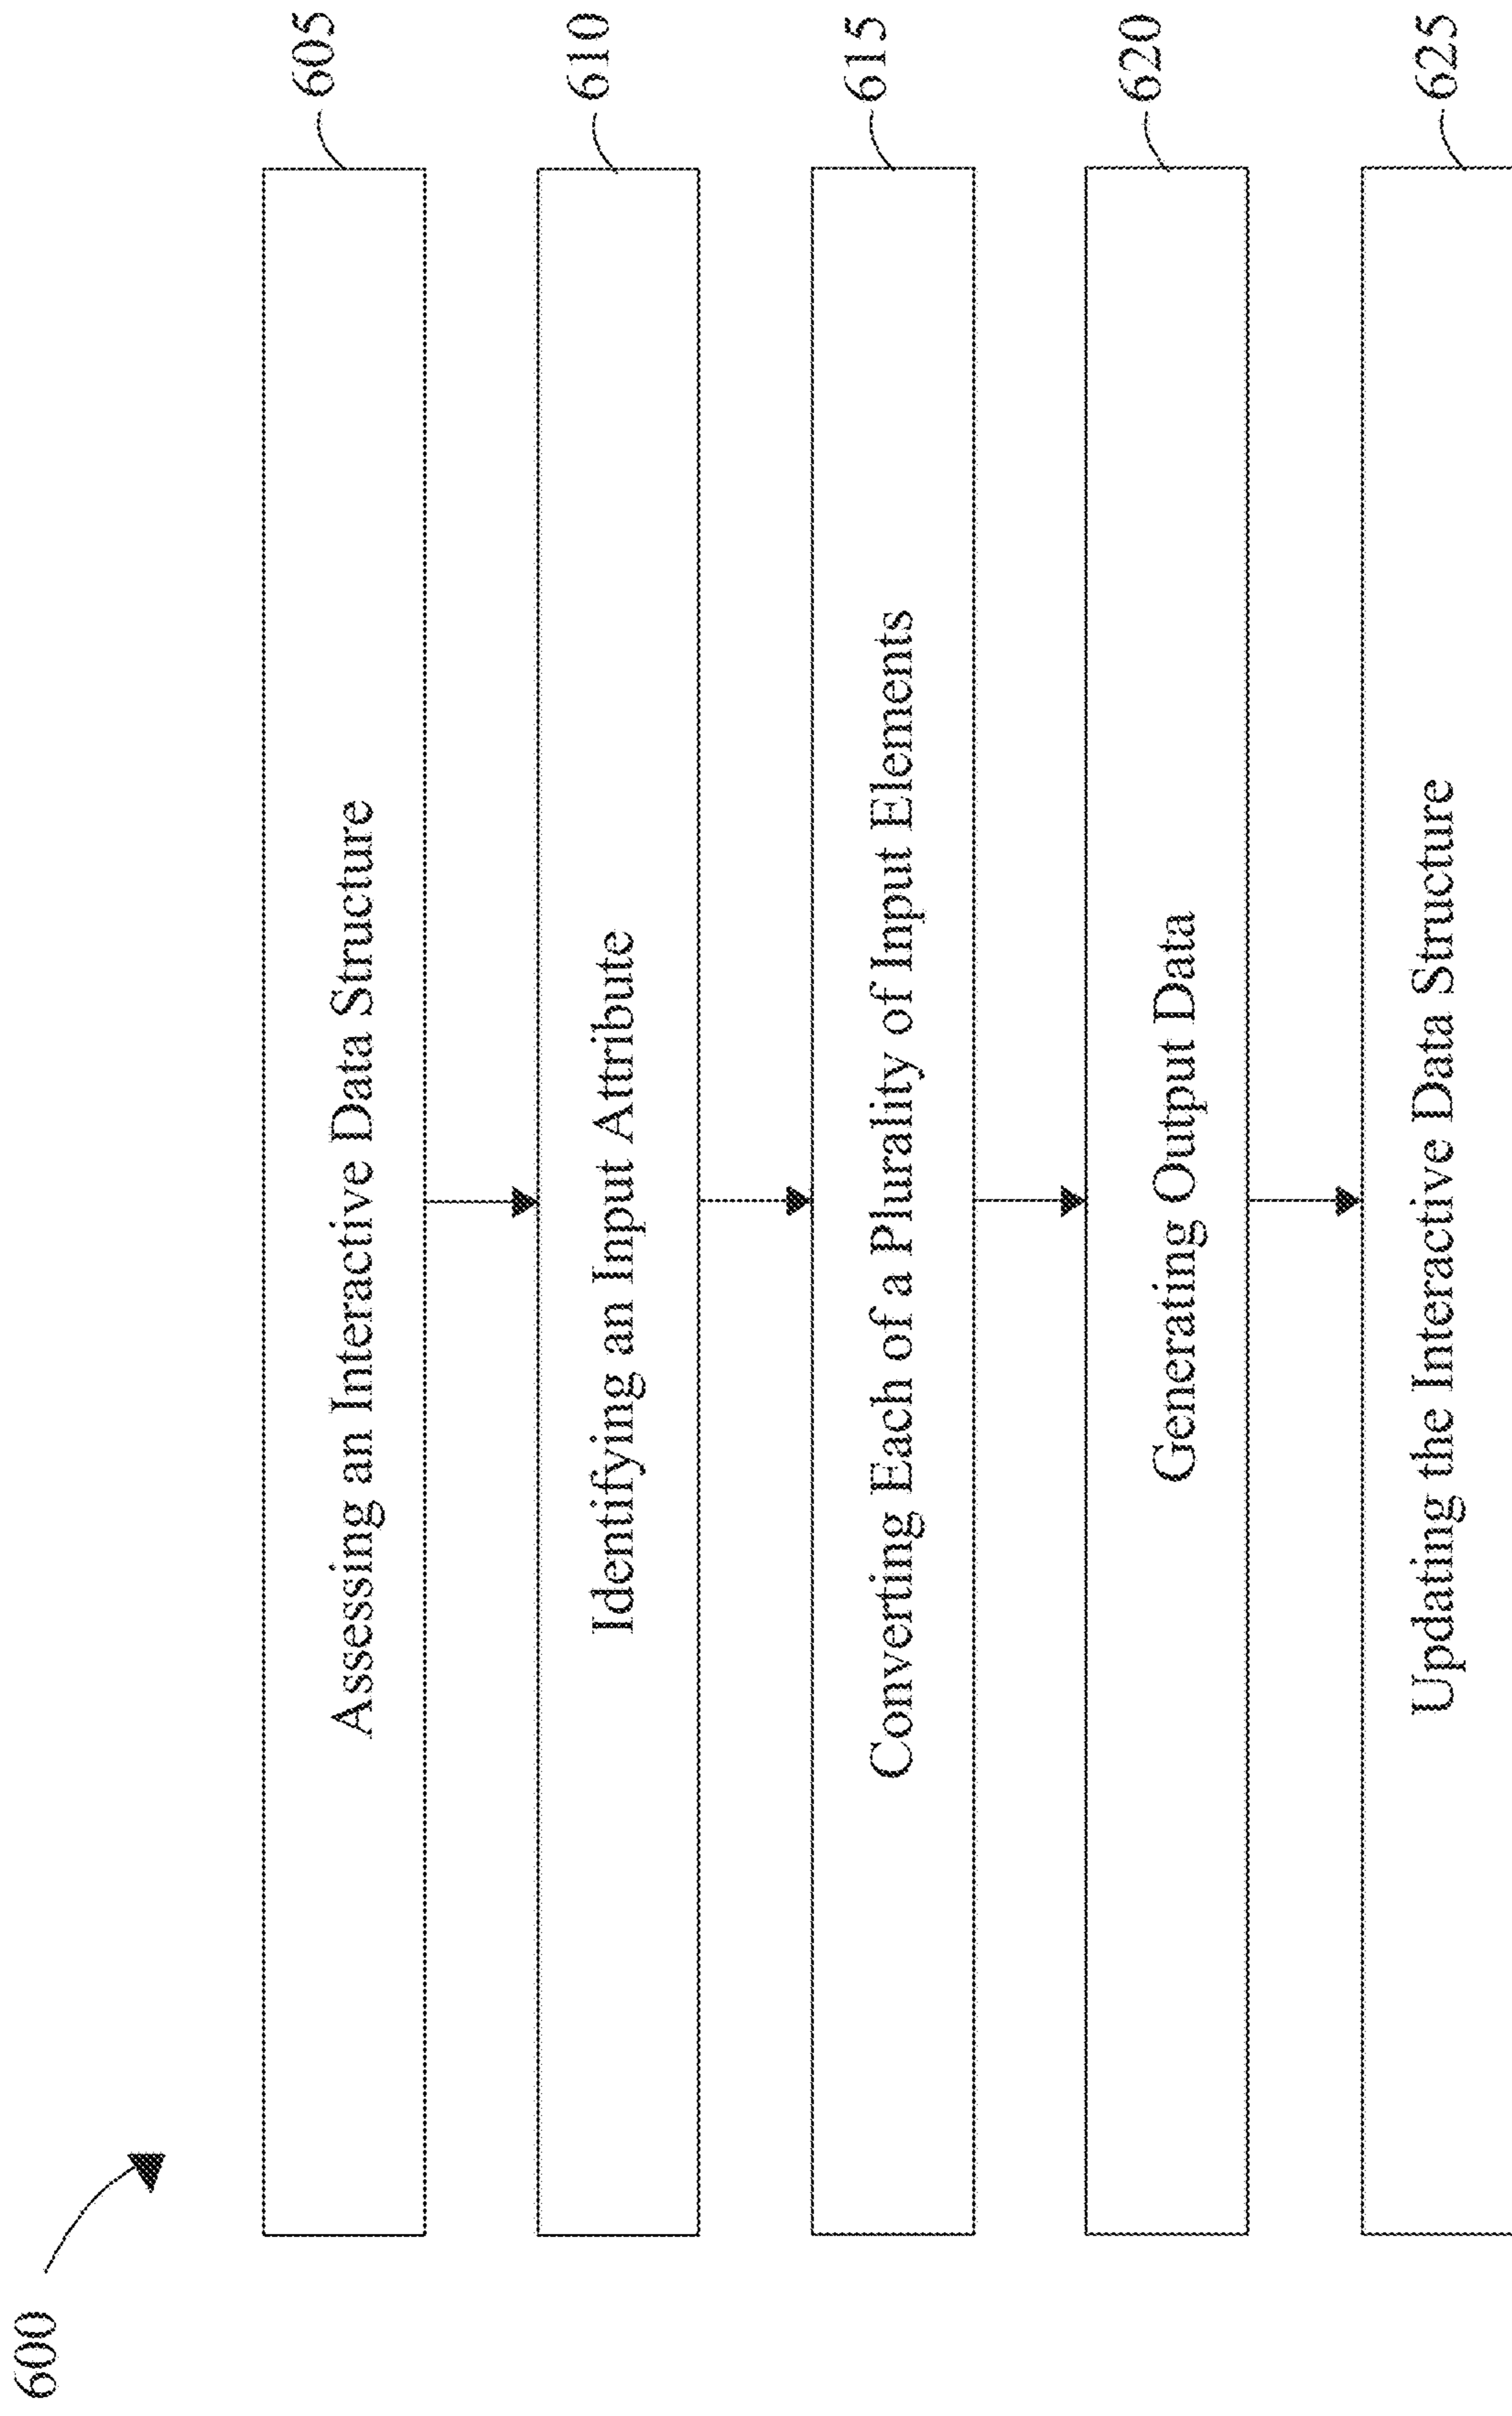 600
Assessing an Interactive Data Structure
605
Identifying an Input Attribute
610
Converting Each of a Plurality of Input Elements
615
Generating Output Data
620
Updating the Interactive Data Structure
625